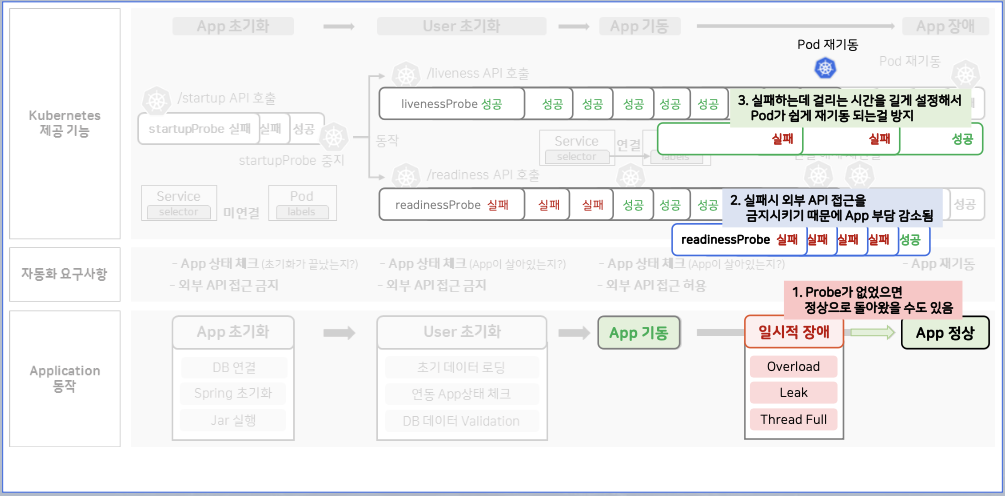 App 초기화
User 초기화
App 기동
App 장애
Kubernetes
제공 기능
Pod 재기동
Pod 재기동
/startup API 호출
startupProbe 실패 실패 성공
startupProbe 중지
동작
/liveness API 호출
livenessProbe 성공 성공 성공 성공 성공 성공
3. 실패하는데 걸리는 시간을 길게 설정해서
Pod가 쉽게 재기동 되는걸 방지
실패 실패 성공
Service
selector
연결
labels
Service
selector
미연결
Pod
labels
/readiness API 호출
readinessProbe 실패 실패 실패 성공 성공 성공
성공
2. 실패시 외부 API 접근을
금지시키기 때문에 App 부담 감소됨
readinessProbe 실패 실패 실패 실패 성공
자동화 요구사항
- App 상태 체크 (초기화가 끝났는지?)
- 외부 API 접근 금지
- App 상태 체크 (App이 살아있는지?)
- 외부 API 접근 금지
- App 상태 체크 (App이 살아있는지?)
- 외부 API 접근 허용
- App 재기동
1. Probe가 없었으면
정상으로 돌아왔을 수도 있음
Application
동작
App 초기화
DB 연결
Spring 초기화
Jar 실행
User 초기화
초기 데이터 로딩
연동 App상태 체크
DB 데이터 Validation
App 기동
일시적 장애
Overload
Leak
Thread Full
App 정상